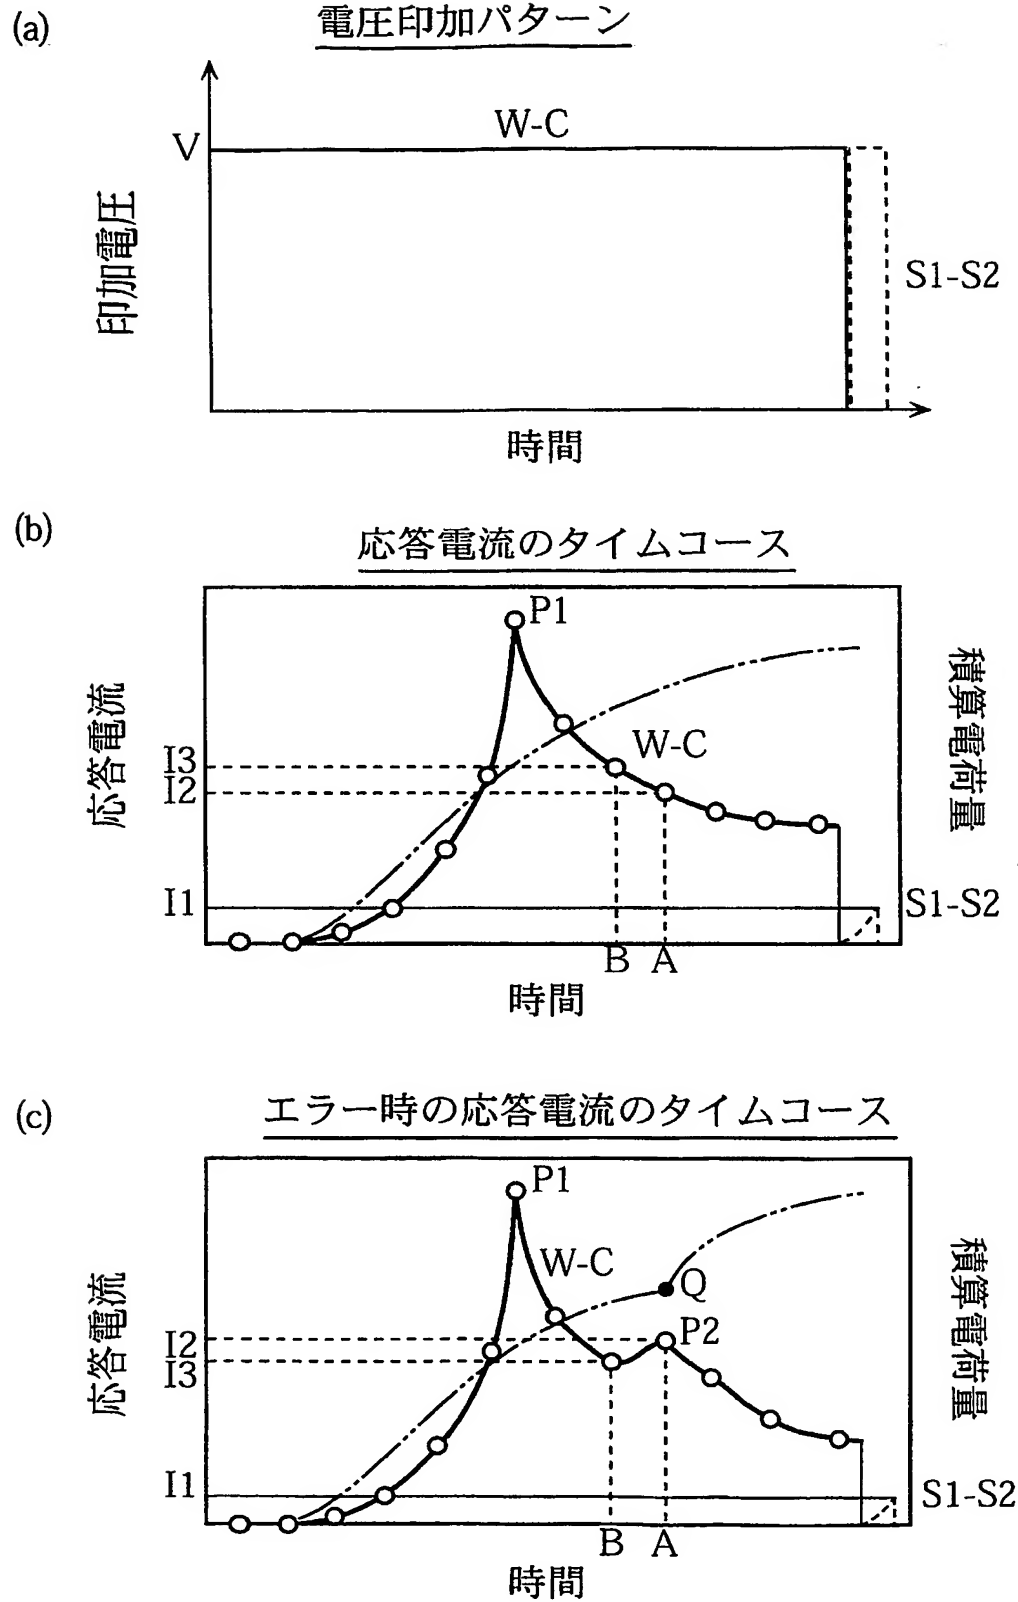 (a)
電圧印加パターン
W-C
V
印加電圧
S1-S2
時間
(b)
応答電流のタイムコース
P1
W-C
I3
I2
I1
応答電流
積算電荷量
S1-S2
B
A
時間
(c)
エラー時の応答電流のタイムコース
P1
W-C
Q
P2
I2
I3
I1
応答電流
積算電荷量
S1-S2
B
A
時間